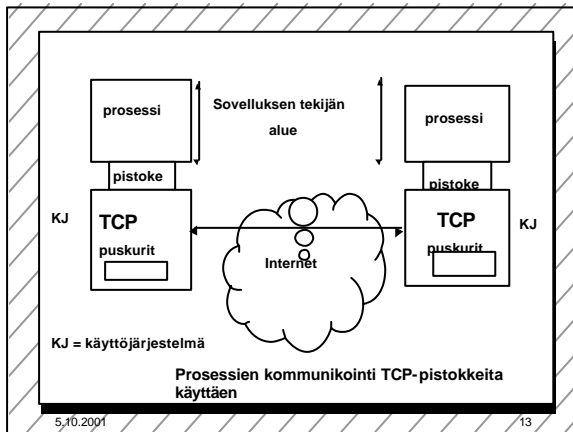 prosessi
Sovelluksen tekijän
alue
prosessi
pistoke
pistoke
KJ
TCP
TCP
KJ
puskurit
puskurit
Internet
KJ = käyttöjärjestelmä
Prosessien kommunikointi TCP-pistokkeita
käyttäen
5.10.2001
13